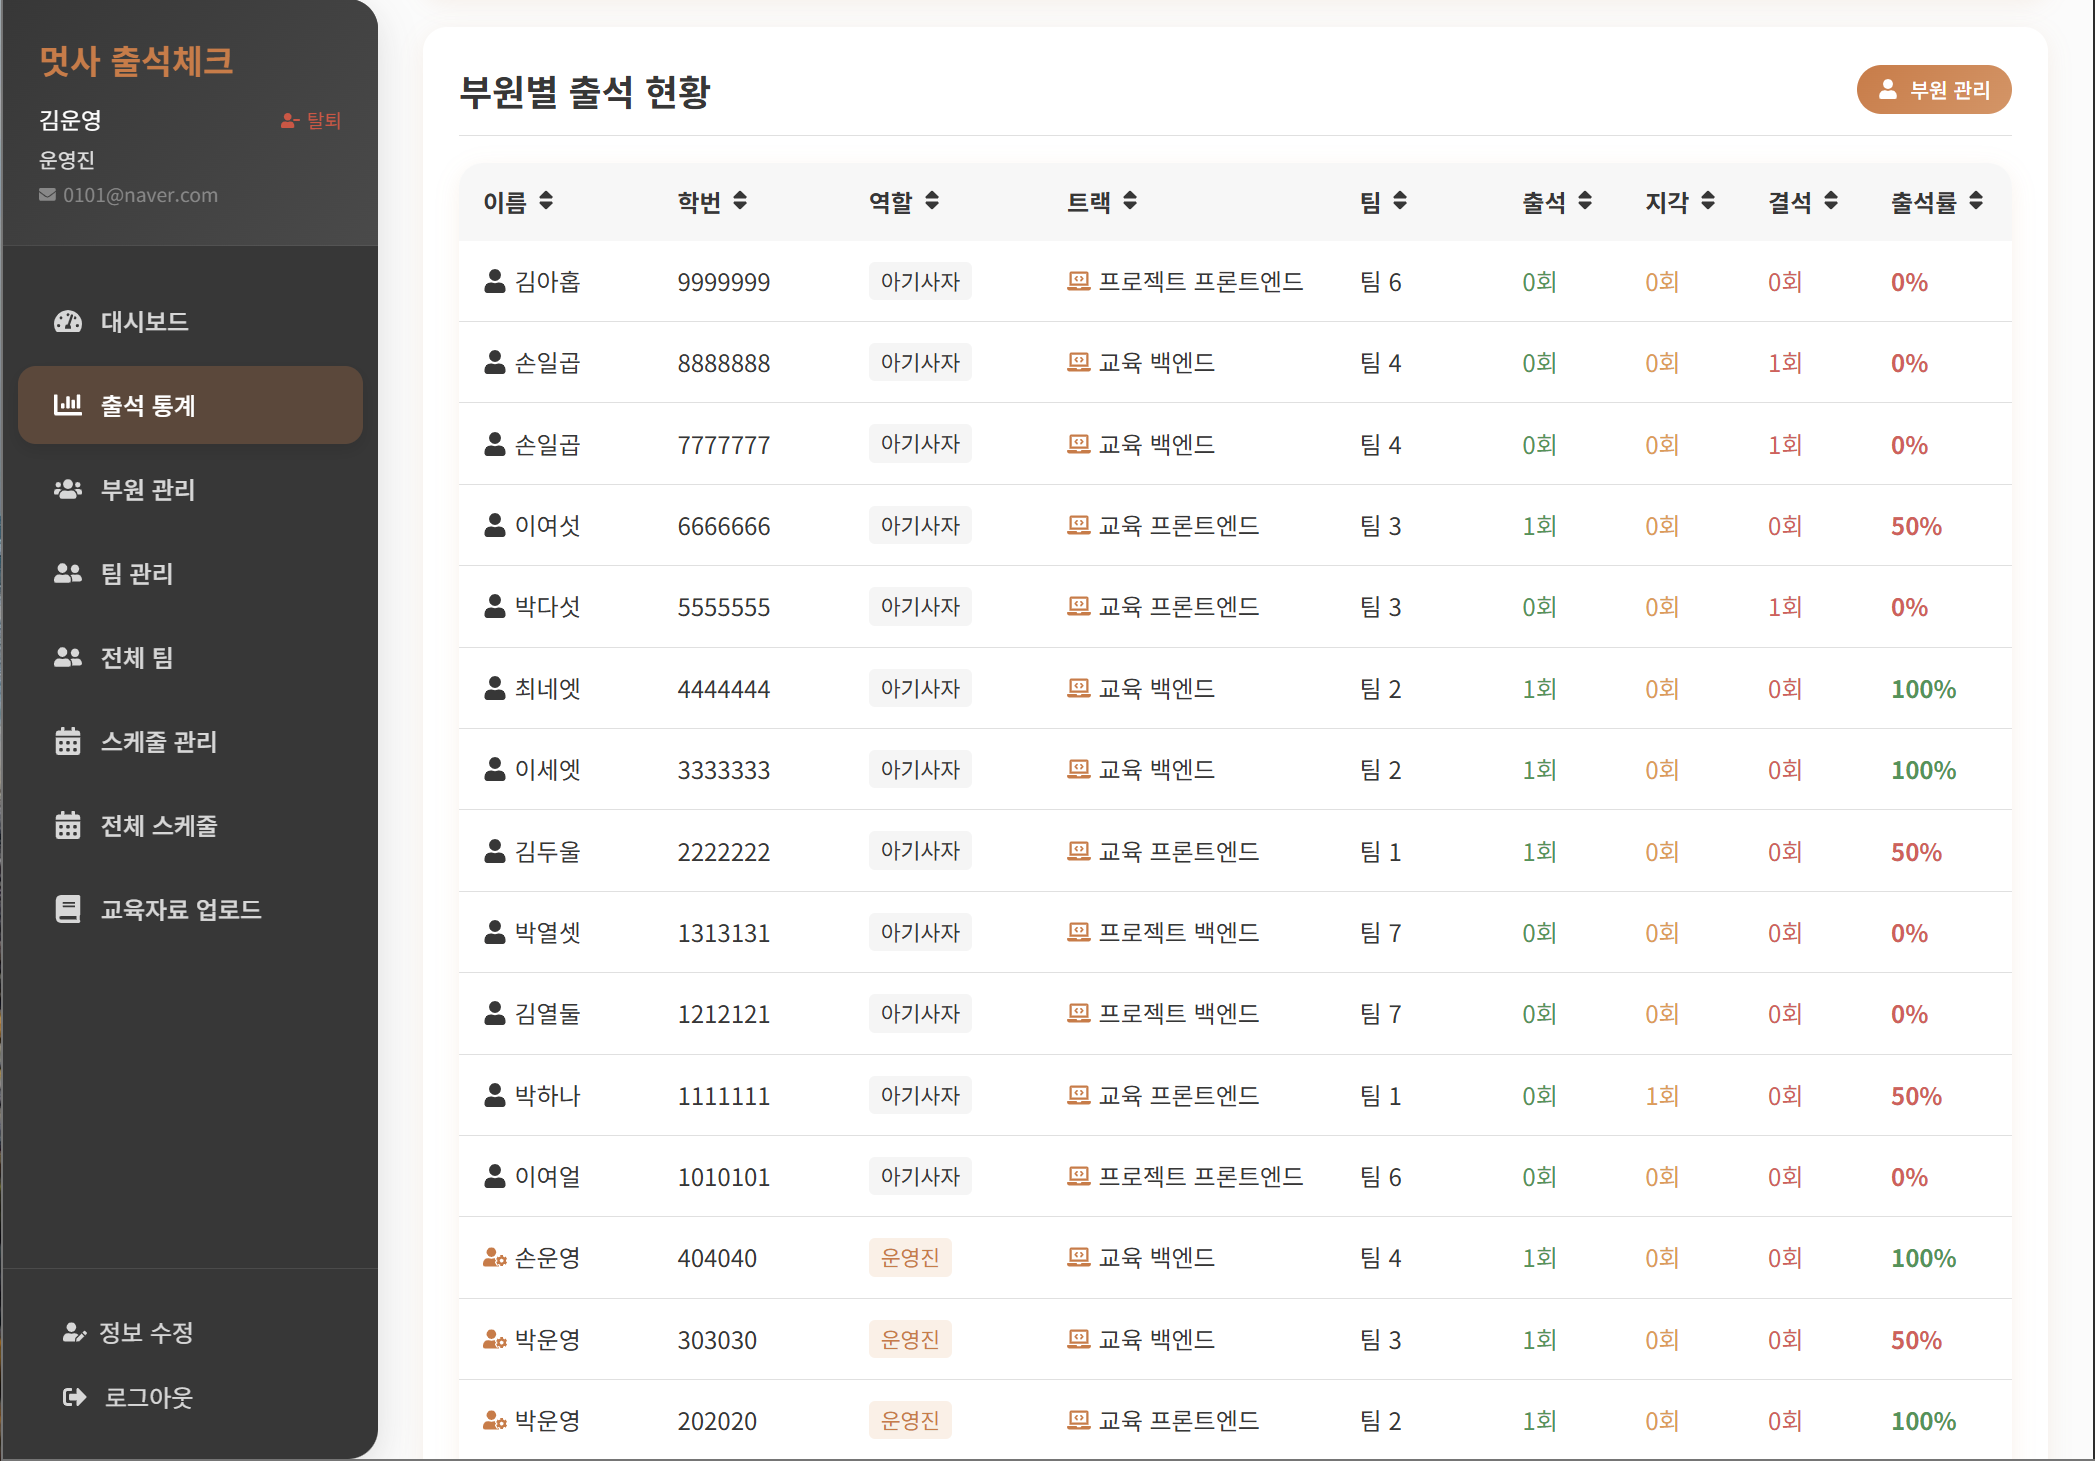 멋사 출석체크
김운영 탈퇴
운영진
0101@naver.com
대시보드
출석 통계
부원 관리
팀 관리
전체 팀
스케줄 관리
전체 스케줄
교육자료 업로드
정보 수정
로그아웃
부원별 출석 현황 부원 관리
이름 학번 역할 트랙 팀 출석 지각 결석 출석률
김아홉 9999999 아기사자 프로젝트 프론트엔드 팀 6 0회 0회 0회 0%
손일곱 8888888 아기사자 교육 백엔드 팀 4 0회 0회 1회 0%
손일곱 7777777 아기사자 교육 백엔드 팀 4 0회 0회 1회 0%
이여섯 6666666 아기사자 교육 프론트엔드 팀 3 1회 0회 0회 50%
박다섯 5555555 아기사자 교육 프론트엔드 팀 3 0회 0회 1회 0%
최네엣 4444444 아기사자 교육 백엔드 팀 2 1회 0회 0회 100%
이세엣 3333333 아기사자 교육 백엔드 팀 2 1회 0회 0회 100%
김두울 2222222 아기사자 교육 프론트엔드 팀 1 1회 0회 0회 50%
박열셋 1313131 아기사자 프로젝트 백엔드 팀 7 0회 0회 0회 0%
김열둘 1212121 아기사자 프로젝트 백엔드 팀 7 0회 0회 0회 0%
박하나 1111111 아기사자 교육 프론트엔드 팀 1 0회 1회 0회 50%
이여얼 1010101 아기사자 프로젝트 프론트엔드 팀 6 0회 0회 0회 0%
손운영 404040 운영진 교육 백엔드 팀 4 1회 0회 0회 100%
박운영 303030 운영진 교육 백엔드 팀 3 1회 0회 0회 50%
박운영 202020 운영진 교육 프론트엔드 팀 2 1회 0회 0회 100%